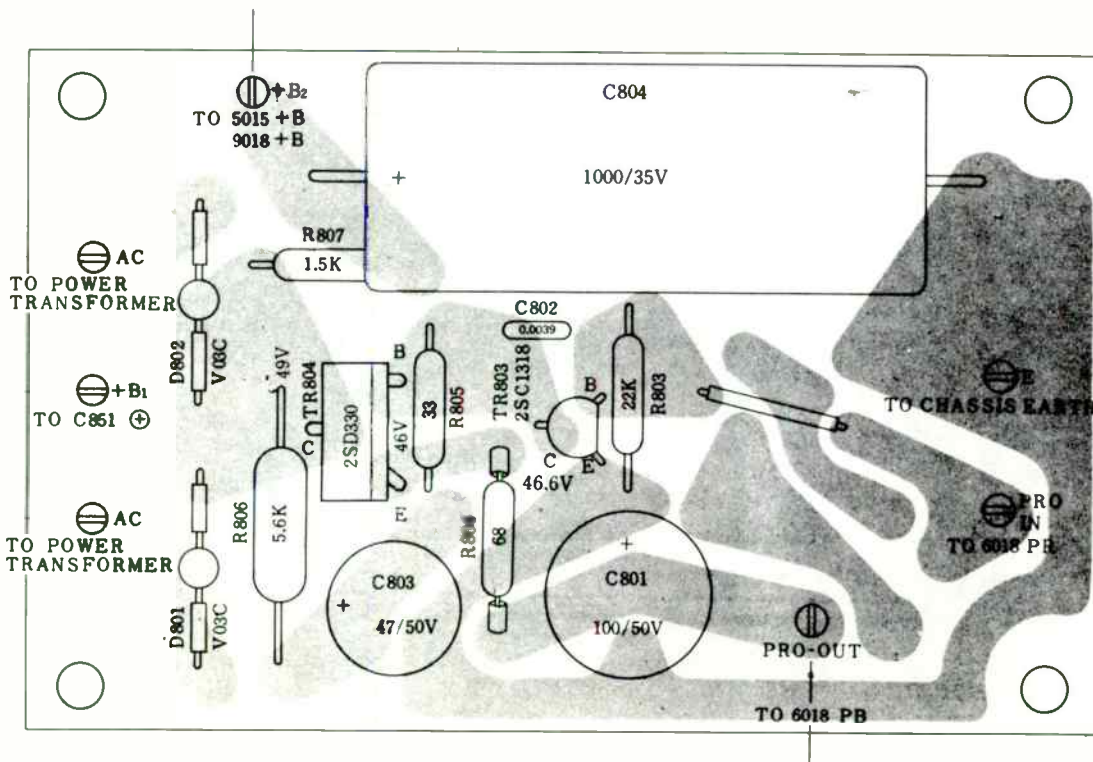 C804
+B₂
TO 5015 +B
9018 +B
+
1000/35V
R807
1.5K
AC
TO POWER
TRANSFORMER
C802
0.0039
D802
V03C
49V
TR804
B
C
2SD330
46V
33
R805
TR803
2SC1318
B
C
E
46.6V
22K
R803
+B₁
TO C851 ⊕
E
TO CHASSIS EARTH
R806
5.6K
68
PRO
IN
TO 6018 PR
AC
TO POWER
TRANSFORMER
D801
V03C
C803
+
47/50V
+
C801
100/50V
PRO-OUT
TO 6018 PB